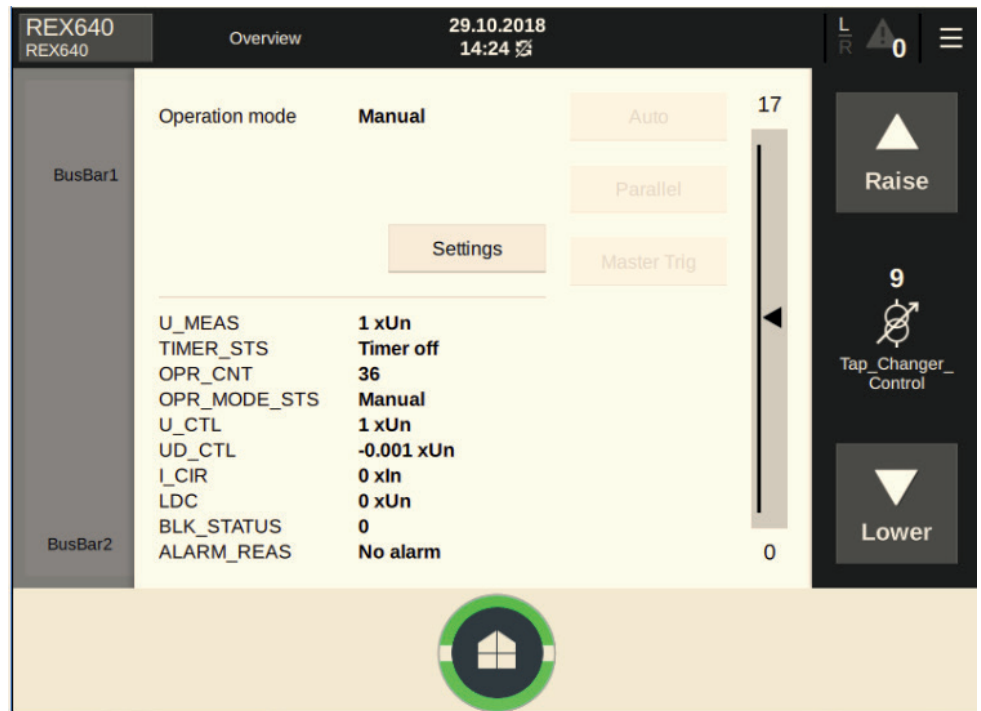 REX640
REX640
Overview
29.10.2018
14:24
L
R
0
BusBar1
BusBar2
Operation mode Manual
Auto
Parallel
Settings
Master Trig
U_MEAS 1 xUn
TIMER_STS Timer off
OPR_CNT 36
OPR_MODE_STS Manual
U_CTL 1 xUn
UD_CTL -0.001 xUn
I_CIR 0 xIn
LDC 0 xUn
BLK_STATUS 0
ALARM_REAS No alarm
17
0
Raise
9
Tap_Changer_
Control
Lower